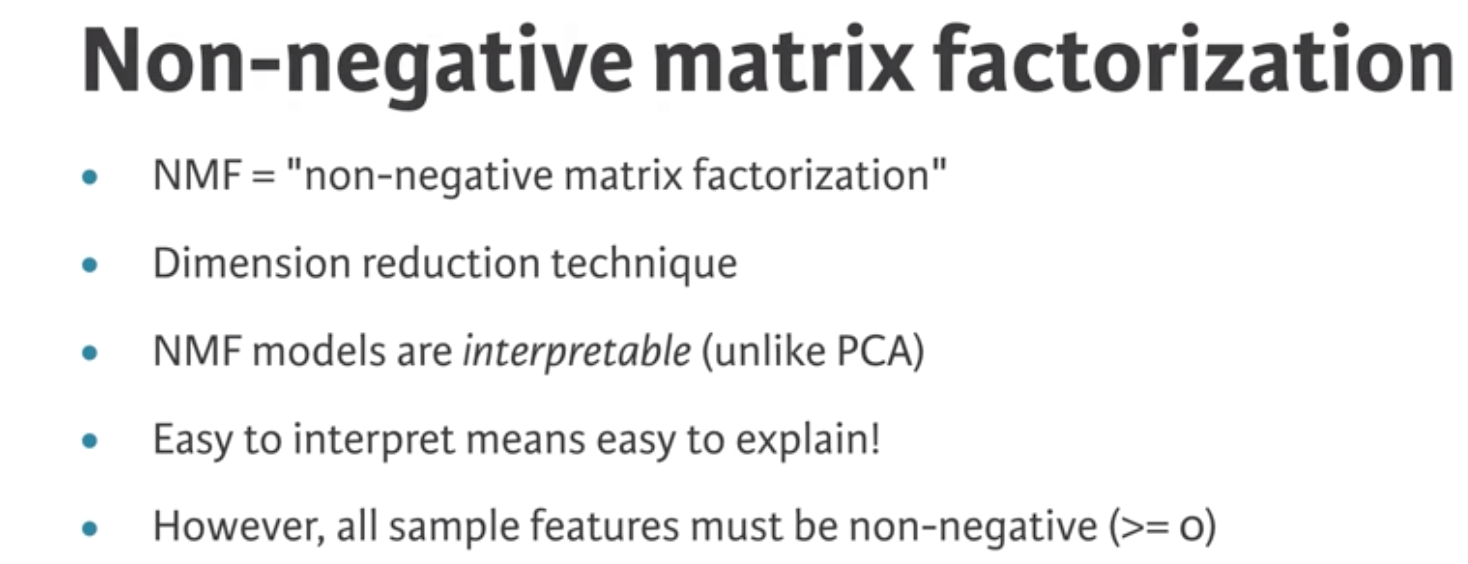 Non-negative matrix factorization
• NMF = "non-negative matrix factorization"
• Dimension reduction technique
• NMF models are interpretable (unlike PCA)
• Easy to interpret means easy to explain!
• However, all sample features must be non-negative (>= 0)